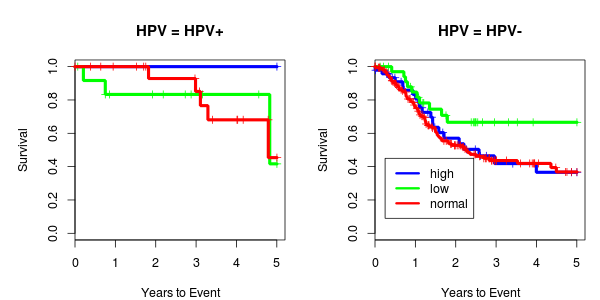 HPV = HPV+
Survival
0.0 0.2 0.4 0.6 0.8 1.0
0 1 2 3 4 5
Years to Event
HPV = HPV-
Survival
0.0 0.2 0.4 0.6 0.8 1.0
high
low
normal
0 1 2 3 4 5
Years to Event